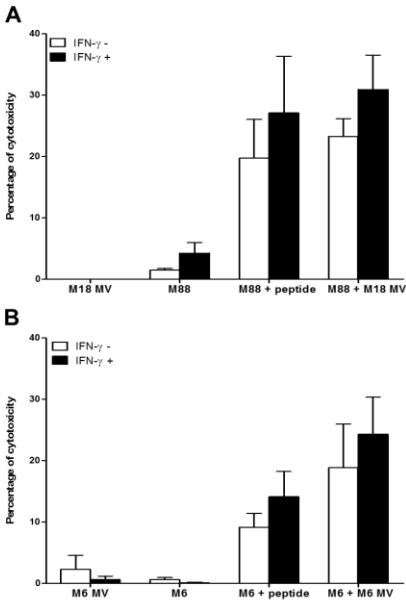 A
IFN-γ -
IFN-γ +
Percentage of cytotoxicity
40
30
20
10
0
M18 MV M88 M88 + peptide M88 + M18 MV
B
IFN-γ -
IFN-γ +
Percentage of cytotoxicity
40
30
20
10
0
M6 MV M6 M6 + peptide M6 + M6 MV